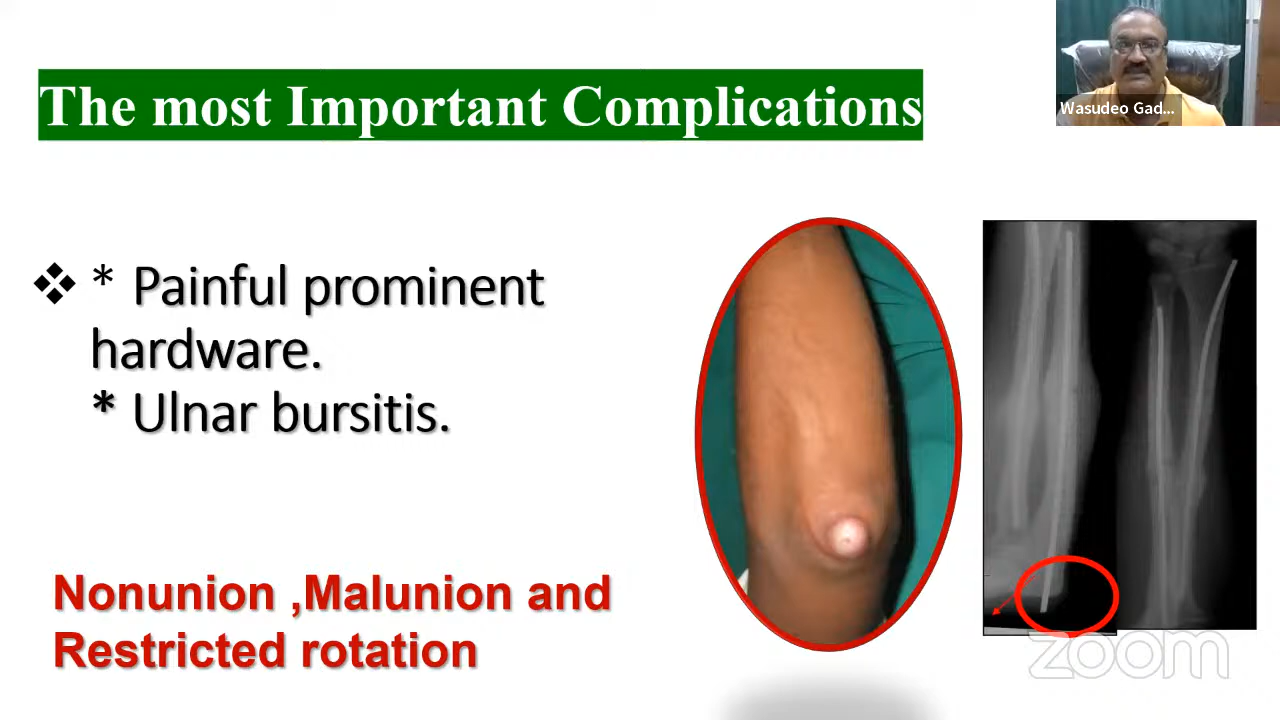 The most Important Complications
Wasudeo Gad...
❖ * Painful prominent
hardware.
* Ulnar bursitis.
Nonunion ,Malunion and
Restricted rotation
zoom